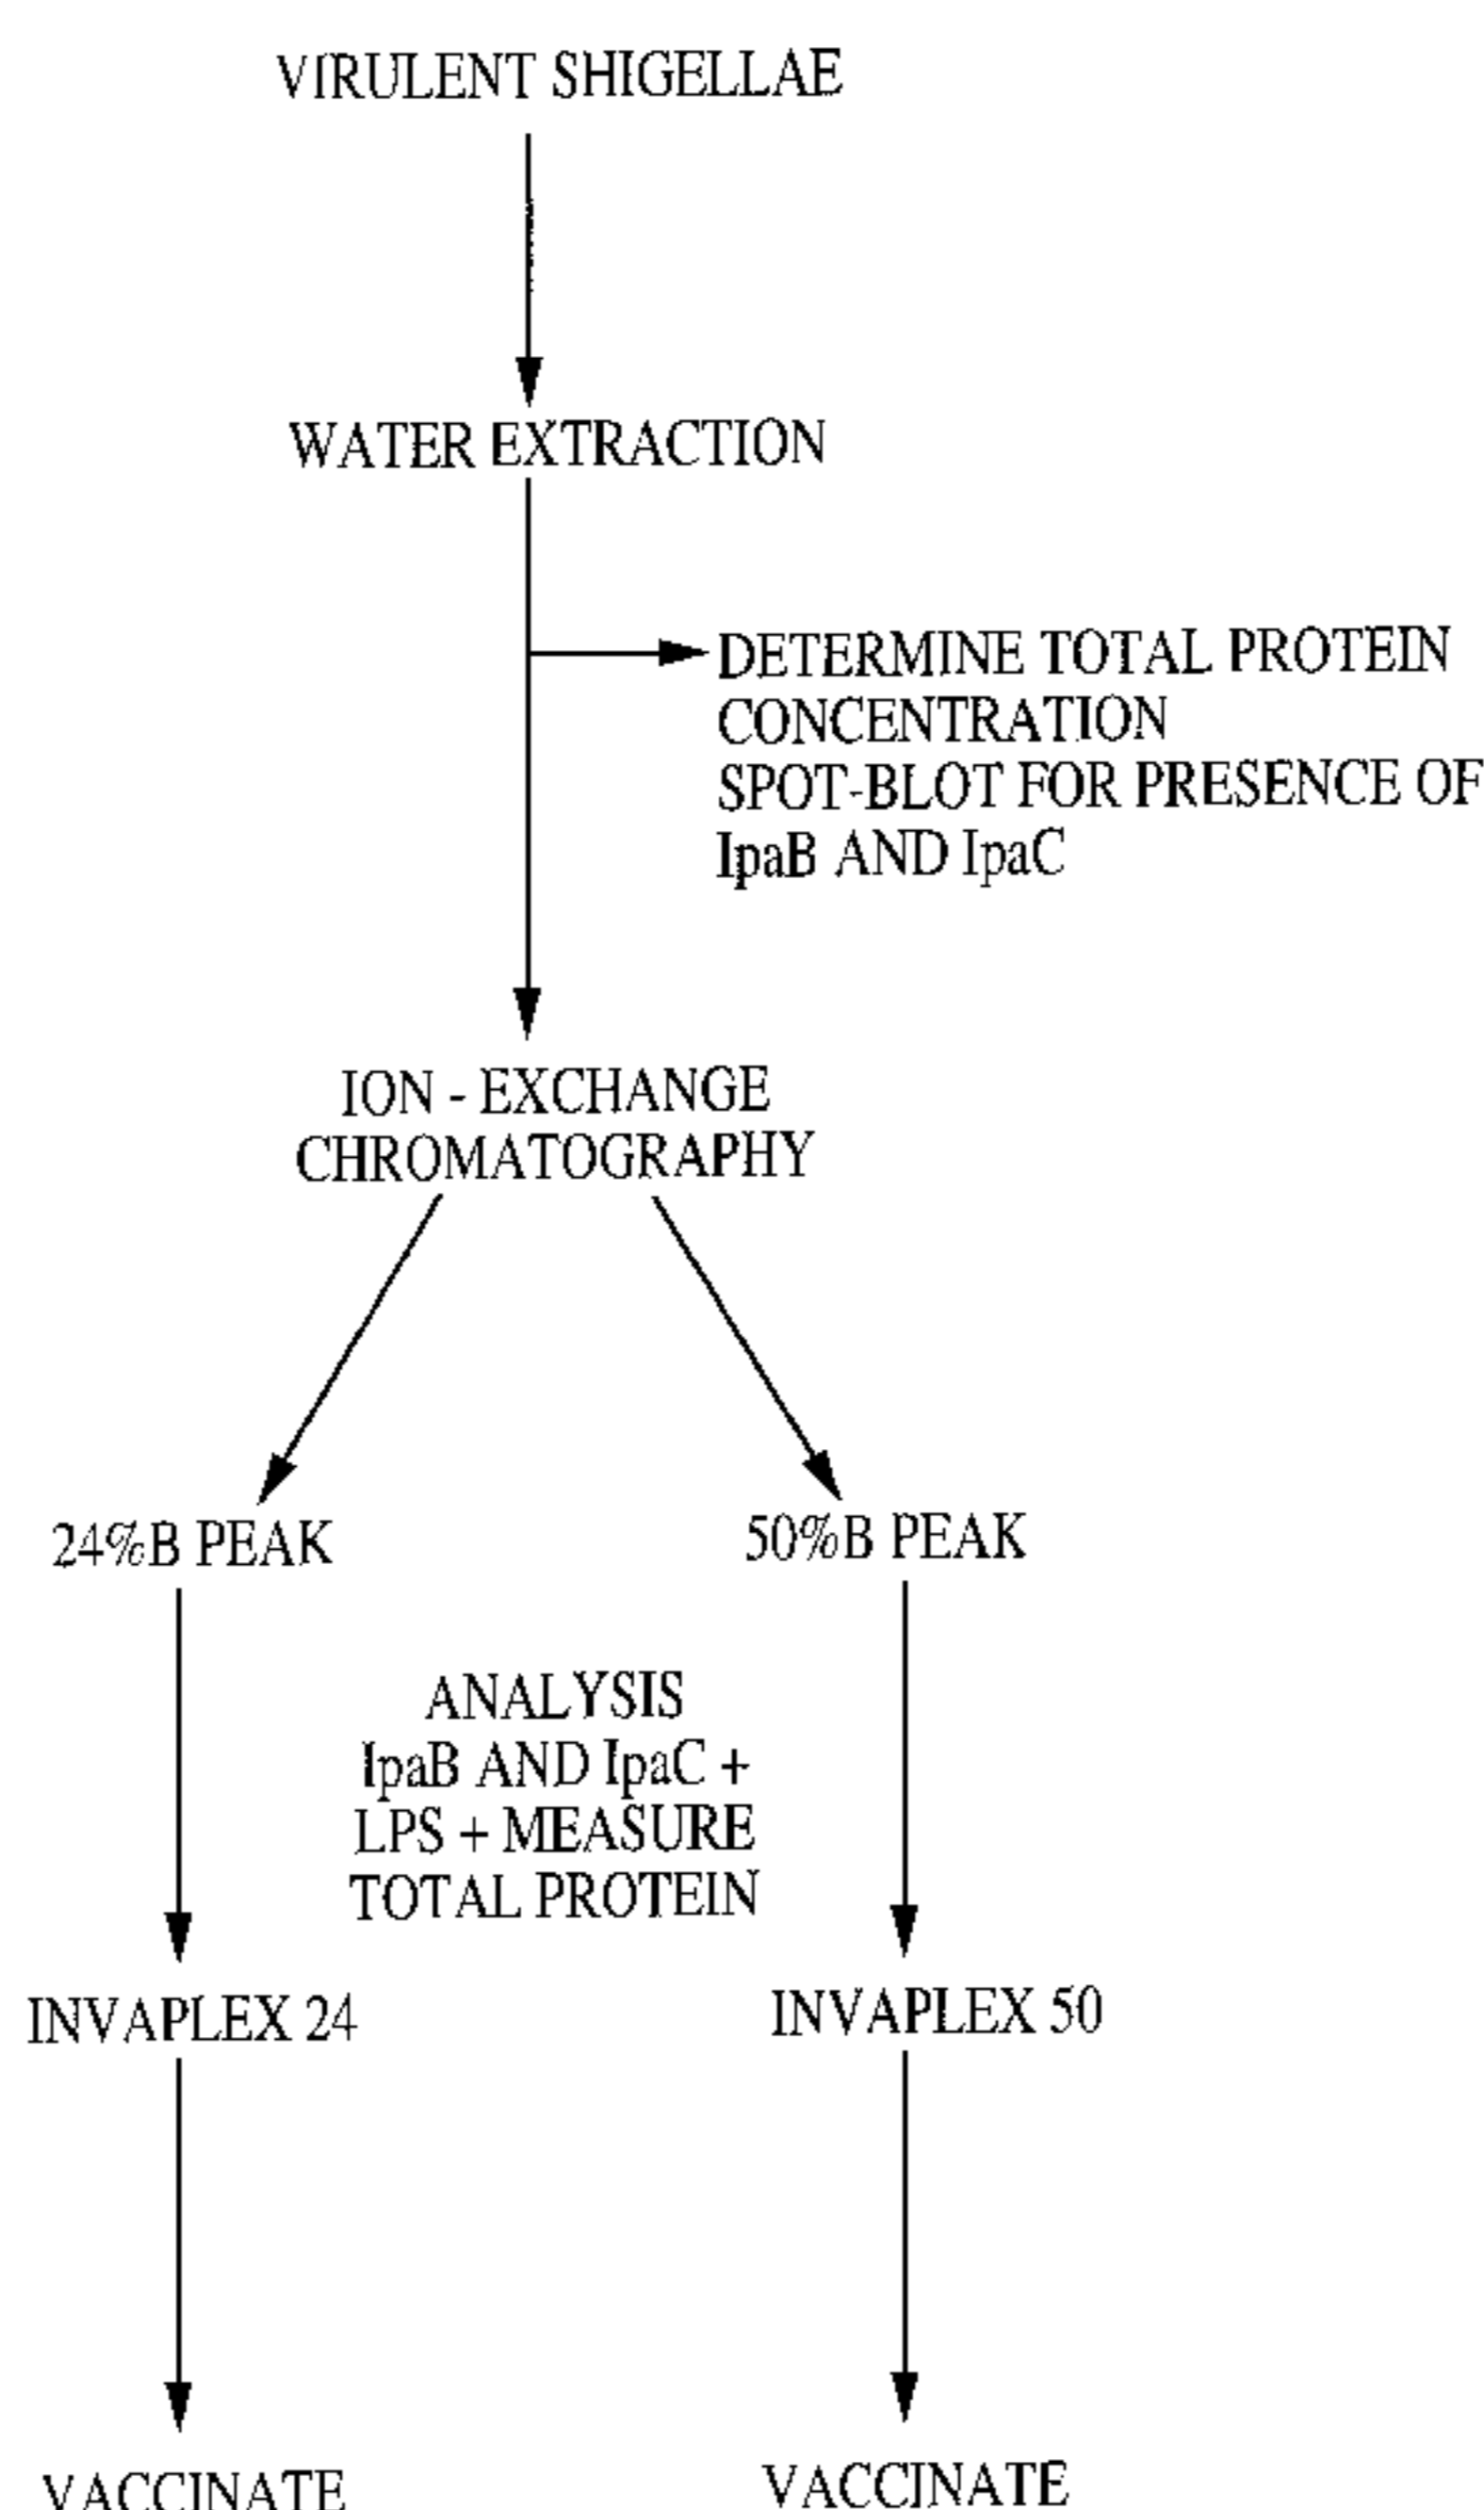 VIRULENT SHIGELLAE
WATER EXTRACTION
DETERMINE TOTAL PROTEIN
CONCENTRATION
SPOT-BLOT FOR PRESENCE OF
IpaB AND IpaC
ION - EXCHANGE
CHROMATOGRAPHY
24%B PEAK
50%B PEAK
ANALYSIS
IpaB AND IpaC +
LPS + MEASURE
TOTAL PROTEIN
INVAPLEX 24
INVAPLEX 50
VACCINATE
VACCINATE